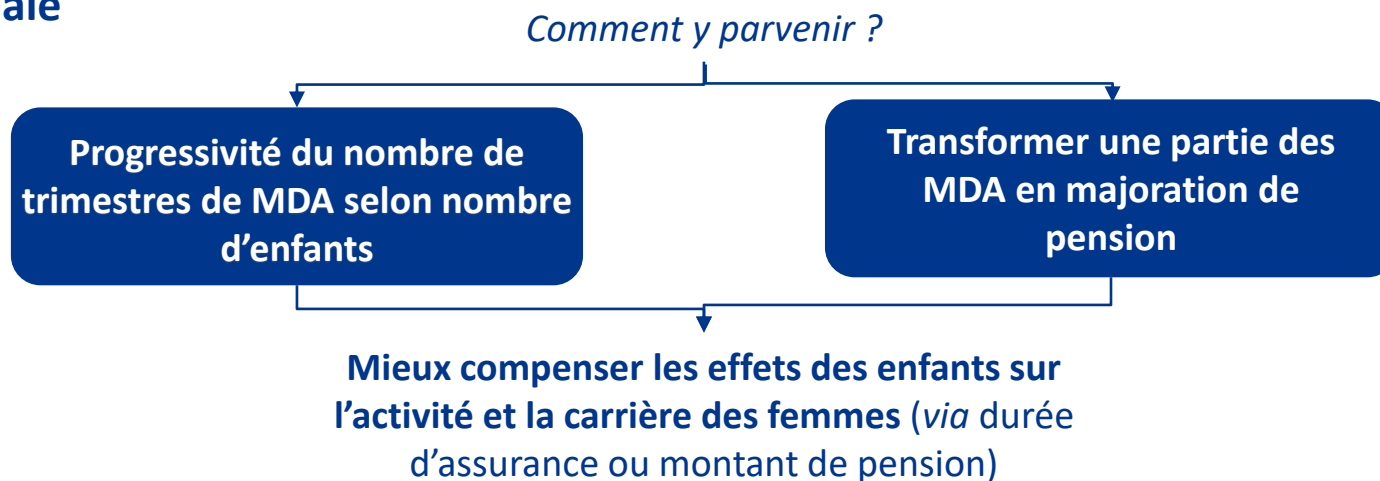 Comment y parvenir ?
Progressivité du nombre de
trimestres de MDA selon nombre
d'enfants
Transformer une partie des
MDA en majoration de
pension
Mieux compenser les effets des enfants sur
l'activité et la carrière des femmes (via durée
d'assurance ou montant de pension)